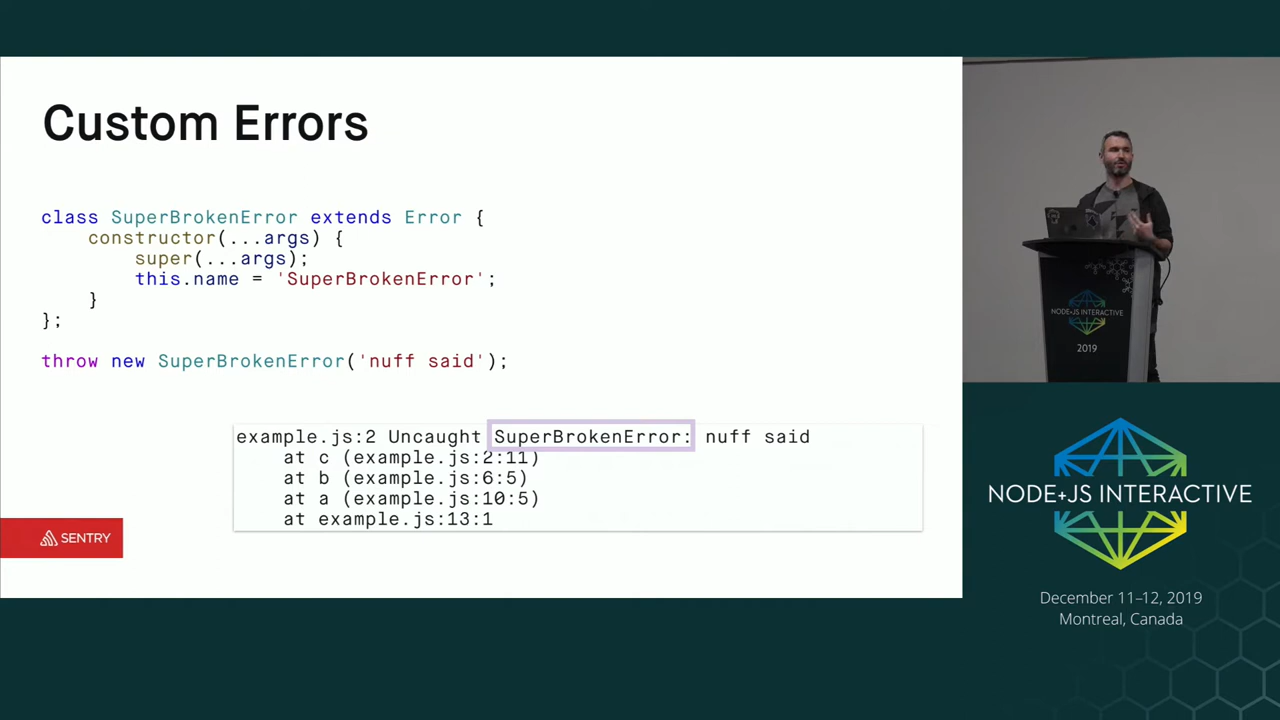 Custom Errors
class SuperBrokenError extends Error {
    constructor(...args) {
        super(...args);
        this.name = 'SuperBrokenError';
    }
};
throw new SuperBrokenError('nuff said');
example.js:2 Uncaught SuperBrokenError: nuff said
    at c (example.js:2:11)
    at b (example.js:6:5)
    at a (example.js:10:5)
    at example.js:13:1
SENTRY
NODE+JS INTERACTIVE
2019
NODE+JS INTERACTIVE
December 11–12, 2019
Montreal, Canada